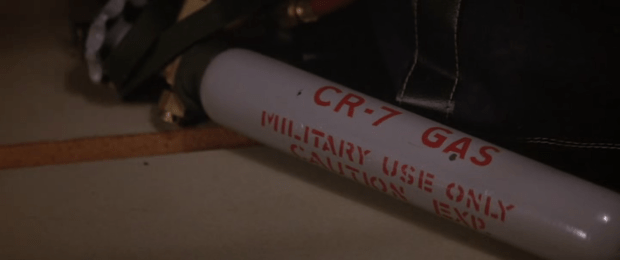 CR-7 GAS
MILITARY USE ONLY
CAUTION EXP.